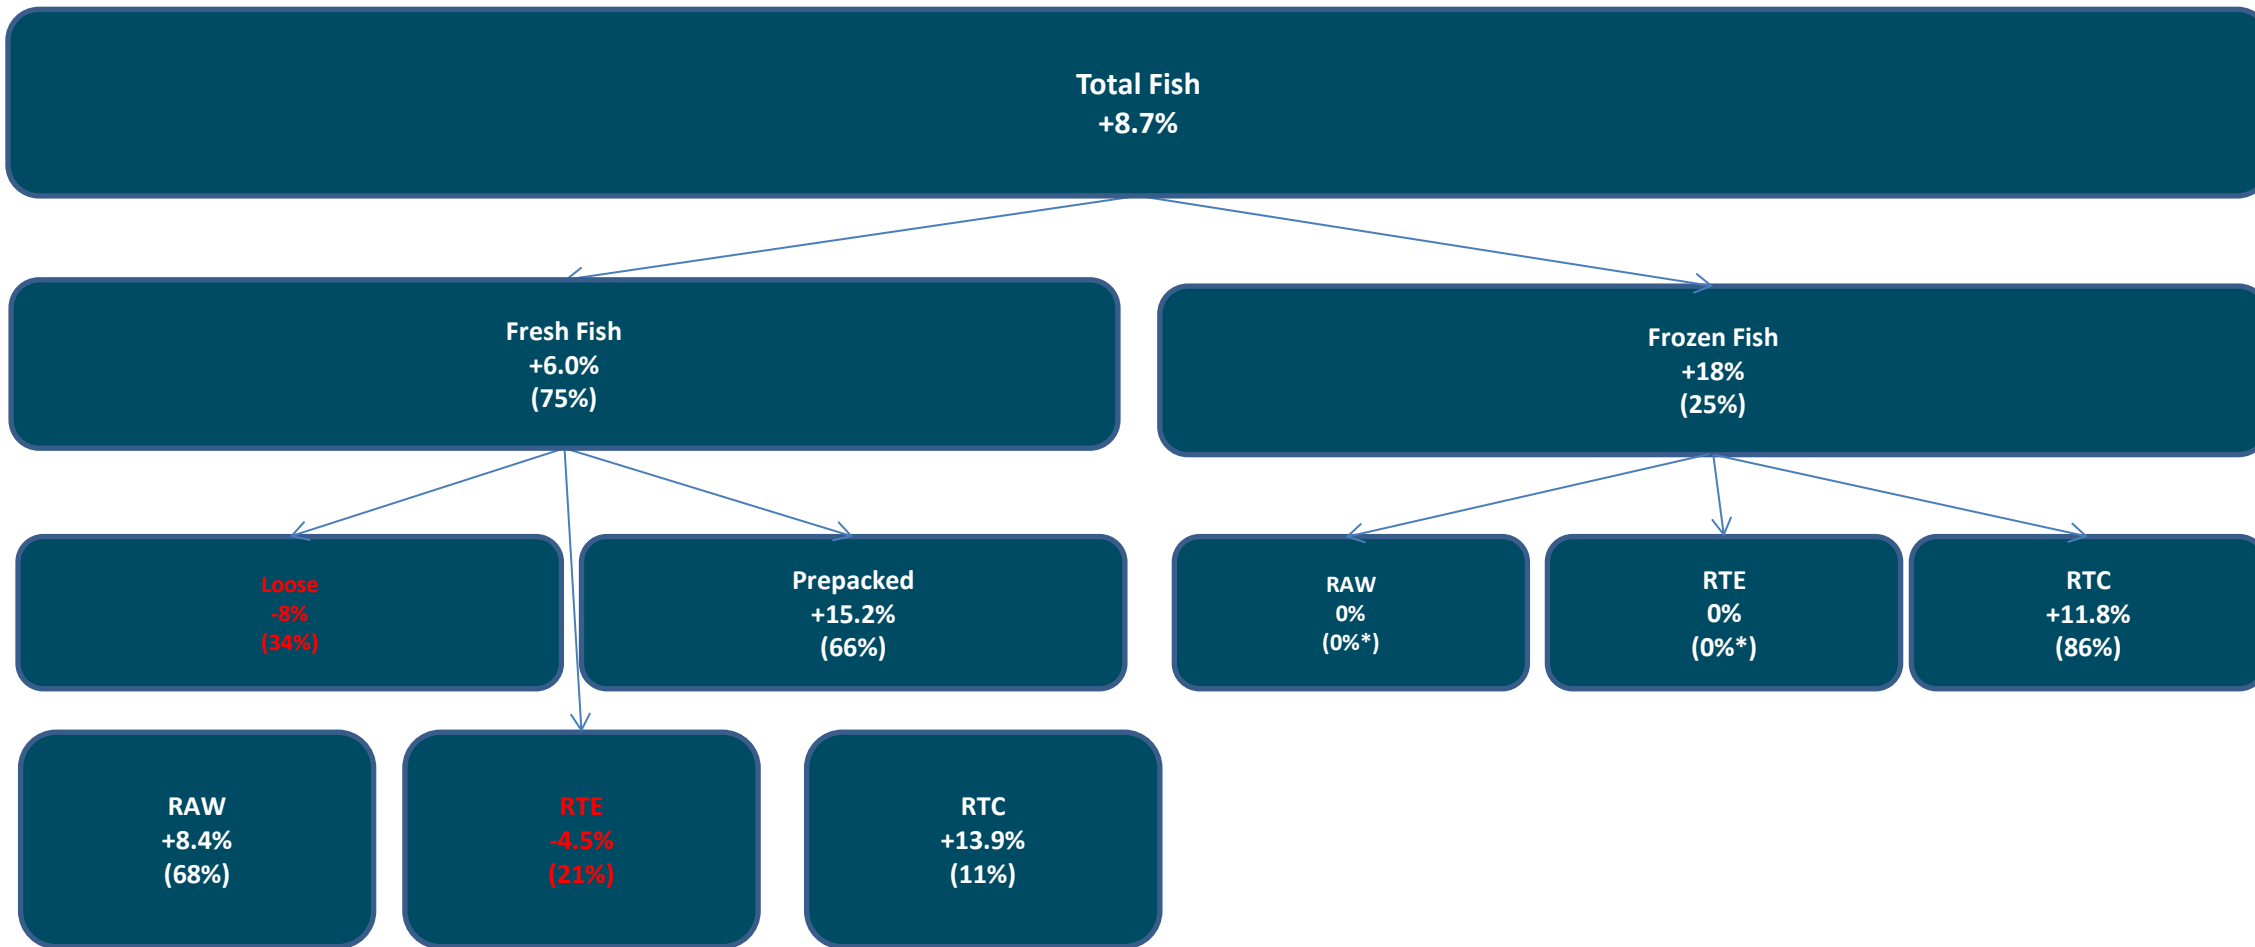 Total Fish
+8.7%
Fresh Fish
+6.0%
(75%)
Frozen Fish
+18%
(25%)
Loose
-8%
(34%)
Prepacked
+15.2%
(66%)
RAW
0%
(0%*)
RTE
0%
(0%*)
RTC
+11.8%
(86%)
RAW
+8.4%
(68%)
RTE
-4.5%
(21%)
RTC
+13.9%
(11%)